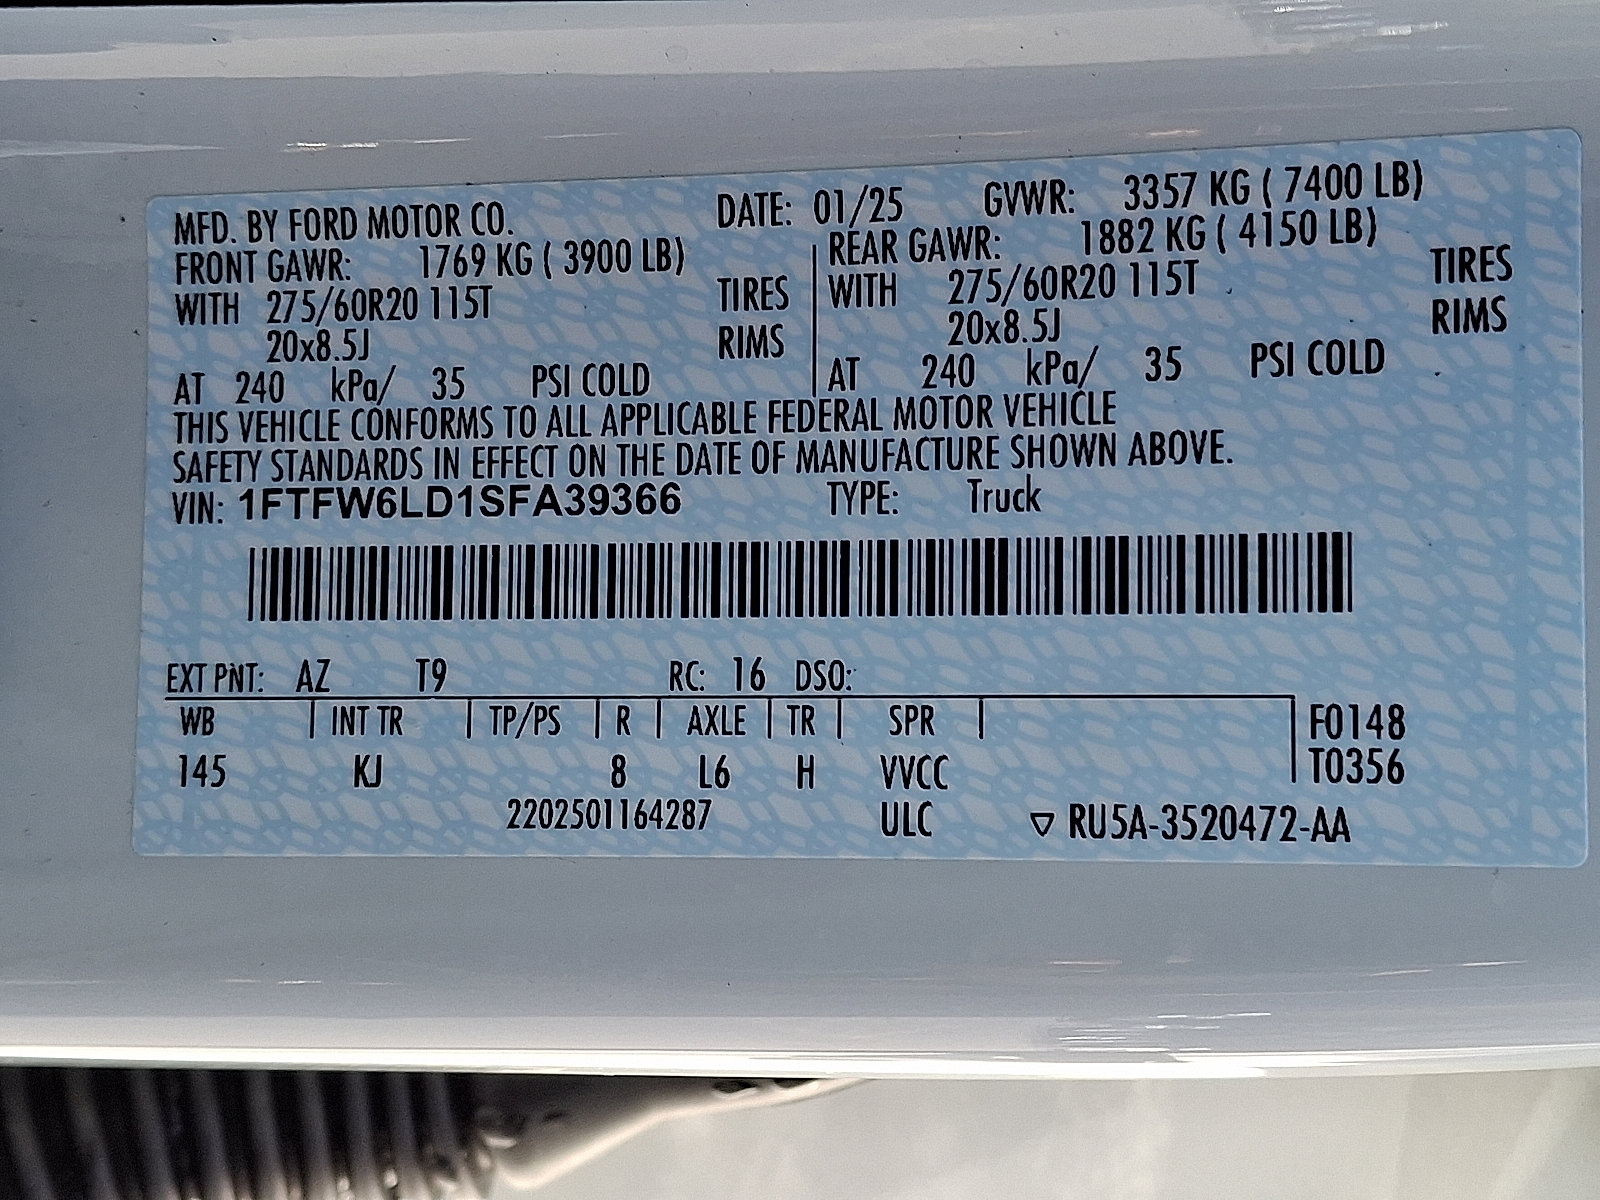 MFD. BY FORD MOTOR CO. DATE: 01/25 GVWR: 3357 KG ( 7400 LB)
FRONT GAWR: 1769 KG ( 3900 LB) REAR GAWR: 1882 KG ( 4150 LB)
WITH 275/60R20 115T TIRES WITH 275/60R20 115T TIRES
20x8.5J RIMS 20x8.5J RIMS
AT 240 kPa/ 35 PSI COLD AT 240 kPa/ 35 PSI COLD
THIS VEHICLE CONFORMS TO ALL APPLICABLE FEDERAL MOTOR VEHICLE
SAFETY STANDARDS IN EFFECT ON THE DATE OF MANUFACTURE SHOWN ABOVE.
VIN: 1FTFW6LD1SFA39366 TYPE: Truck
EXT PNT: AZ T9 RC: 16 DSO:
WB | INT TR | TP/PS | R | AXLE | TR | SPR | F0148
145 KJ 8 L6 H VVCC T0356
2202501164287 ULC ▽ RU5A-3520472-AA